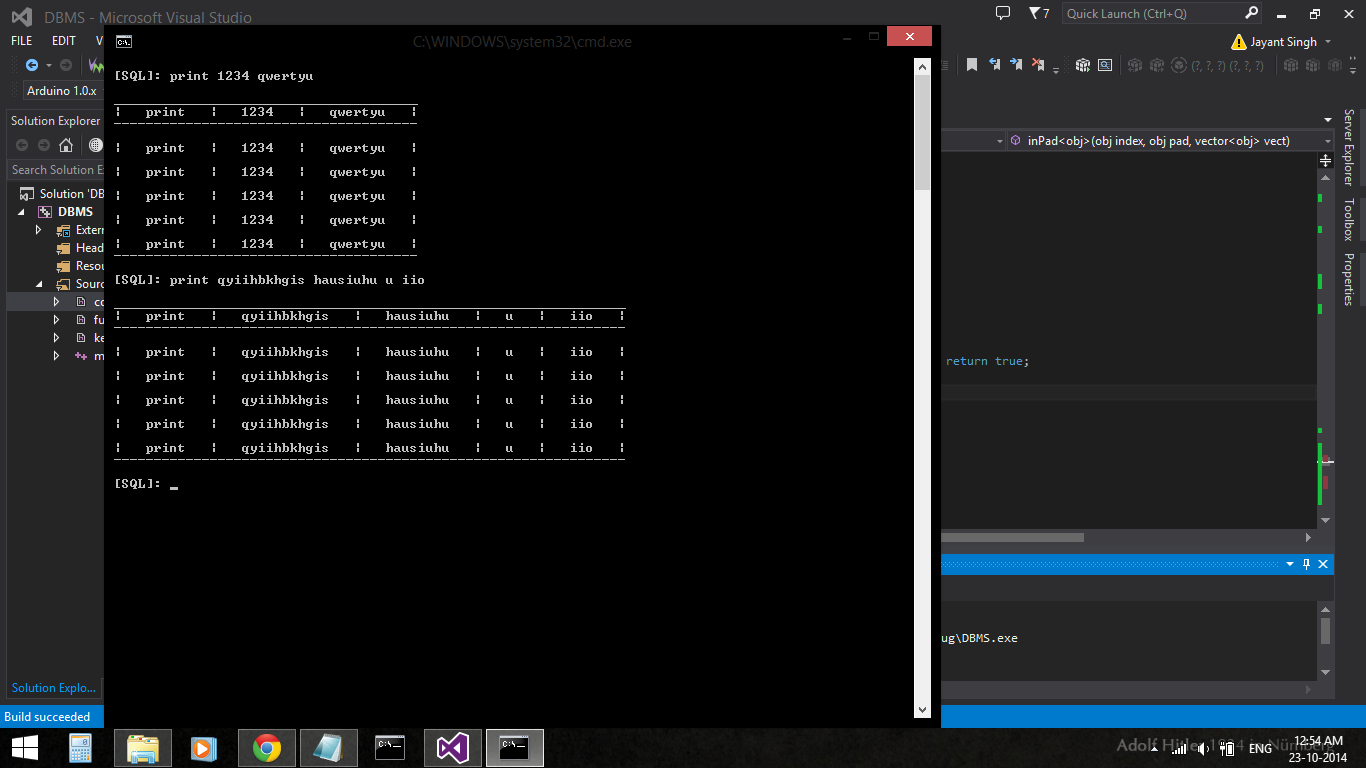 DBMS - Microsoft Visual Studio
7
Quick Launch (Ctrl+Q)
C:\WINDOWS\system32\cmd.exe
FILE EDIT
Jayant Singh
Arduino 1.0.x
(?, ?, ?) (?, ?, ?)
Solution Explorer
Search Solution E
Solution 'DB
DBMS
Exter
Head
Resou
Sourc
co
fu
ke
m
[SQL]: print 1234 qwertyu
¦ print ¦ 1234 ¦ qwertyu ¦
¦ print ¦ 1234 ¦ qwertyu ¦
¦ print ¦ 1234 ¦ qwertyu ¦
¦ print ¦ 1234 ¦ qwertyu ¦
¦ print ¦ 1234 ¦ qwertyu ¦
¦ print ¦ 1234 ¦ qwertyu ¦
[SQL]: print qyiihbkhgis hausiuhu u iio
¦ print ¦ qyiihbkhgis ¦ hausiuhu ¦ u ¦ iio ¦
¦ print ¦ qyiihbkhgis ¦ hausiuhu ¦ u ¦ iio ¦
¦ print ¦ qyiihbkhgis ¦ hausiuhu ¦ u ¦ iio ¦
¦ print ¦ qyiihbkhgis ¦ hausiuhu ¦ u ¦ iio ¦
¦ print ¦ qyiihbkhgis ¦ hausiuhu ¦ u ¦ iio ¦
¦ print ¦ qyiihbkhgis ¦ hausiuhu ¦ u ¦ iio ¦
[SQL]: _
inPad<obj>(obj index, obj pad, vector<obj> vect)
return true;
ug\DBMS.exe
Server Explorer
Toolbox
Properties
Solution Explo...
Build succeeded
Adolf Hitler, 1934 in Nürnberg
ENG
12:54 AM
23-10-2014